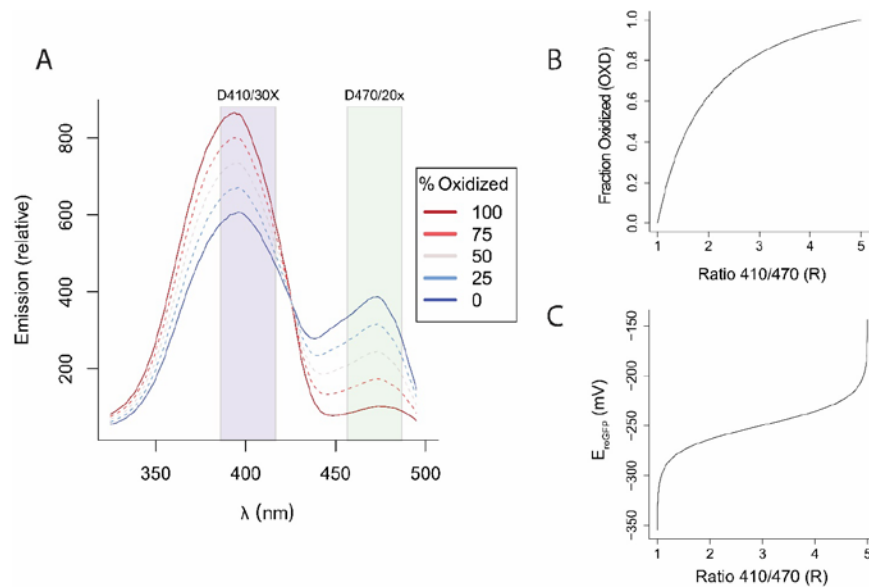 A
D410/30X
D470/20x
Emission (relative)
800
600
400
200
350
400
450
500
λ (nm)
% Oxidized
100
75
50
25
0
B
Fraction Oxidized (OXD)
1.0
0.8
0.6
0.4
0.2
0.0
1
2
3
4
5
Ratio 410/470 (R)
C
E_roGFP (mV)
−150
−200
−250
−300
−350
1
2
3
4
5
Ratio 410/470 (R)